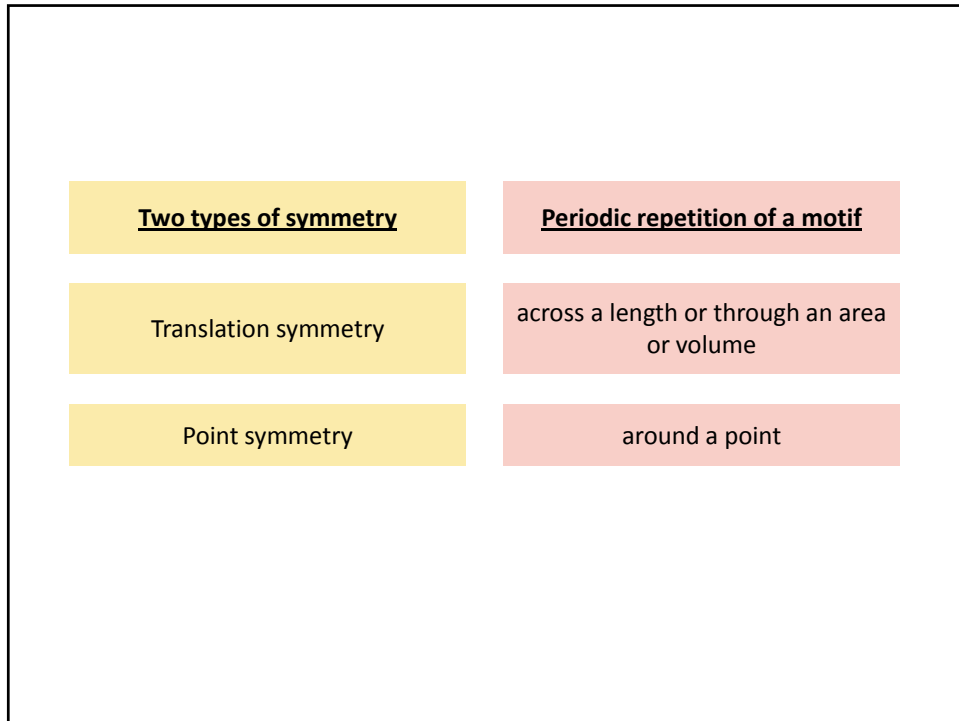 Two types of symmetry
Periodic repetition of a motif
Translation symmetry
across a length or through an area
or volume
Point symmetry
around a point